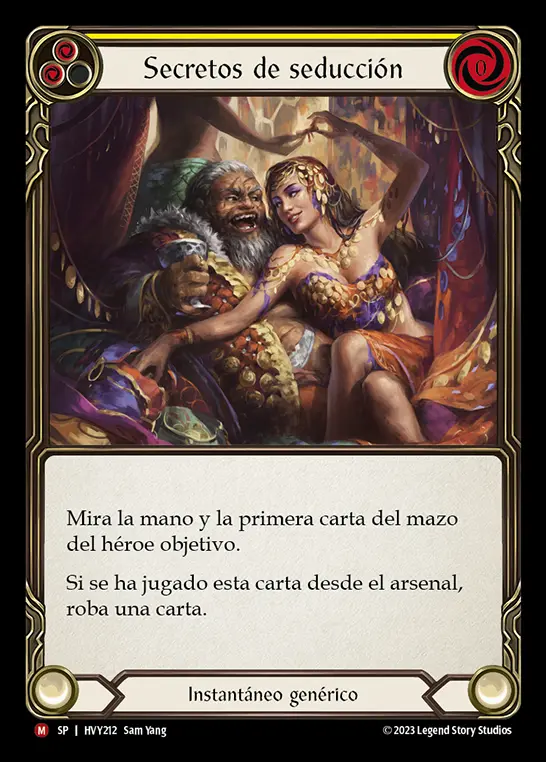 Secretos de seducción
0
Mira la mano y la primera carta del mazo
del héroe objetivo.
Si se ha jugado esta carta desde el arsenal,
roba una carta.
Instantáneo genérico
M SP | HVY212 Sam Yang
© 2023 Legend Story Studios